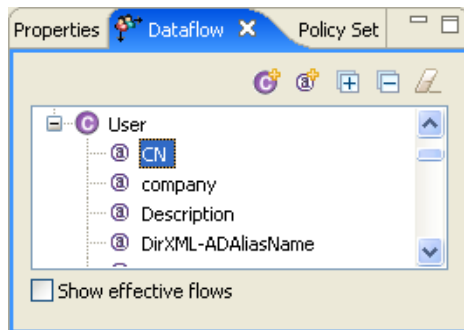 Properties Dataflow Policy Set
User
CN
company
Description
DirXML-ADAliasName
Show effective flows